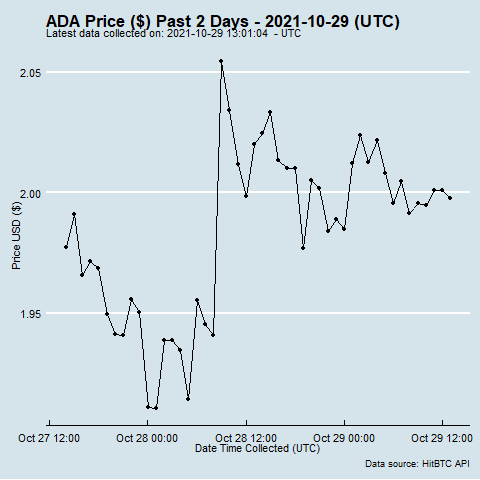 ADA Price ($) Past 2 Days - 2021-10-29 (UTC)
Latest data collected on: 2021-10-29 13:01:04  - UTC
2.05
2.00
1.95
Price USD ($)
Oct 27 12:00 Oct 28 00:00 Oct 28 12:00 Oct 29 00:00 Oct 29 12:00
Date Time Collected (UTC)
Data source: HitBTC API